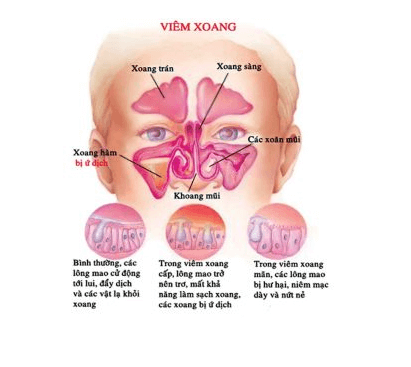 VIÊM XOANG
Xoang trán
Xoang sàng
Các xoăn mũi
Xoang hàm
bị ứ dịch
Khoang mũi
Bình thường, các
lông mao cử động
tới lui, đẩy dịch
và các vật lạ khỏi
xoang
Trong viêm xoang
cấp, lông mao trở
nên trơ, mất khả
năng làm sạch xoang,
các xoang bị ứ dịch
Trong viêm xoang
mãn, các lông mao
bị hư hại, niêm mạc
dày và nứt nẻ